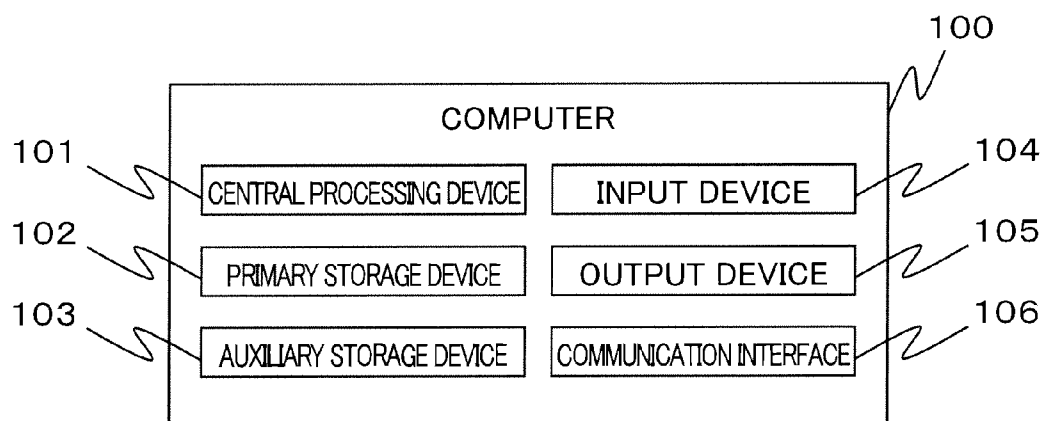 100
COMPUTER
101
CENTRAL PROCESSING DEVICE
INPUT DEVICE
104
102
PRIMARY STORAGE DEVICE
OUTPUT DEVICE
105
103
AUXILIARY STORAGE DEVICE
COMMUNICATION INTERFACE
106